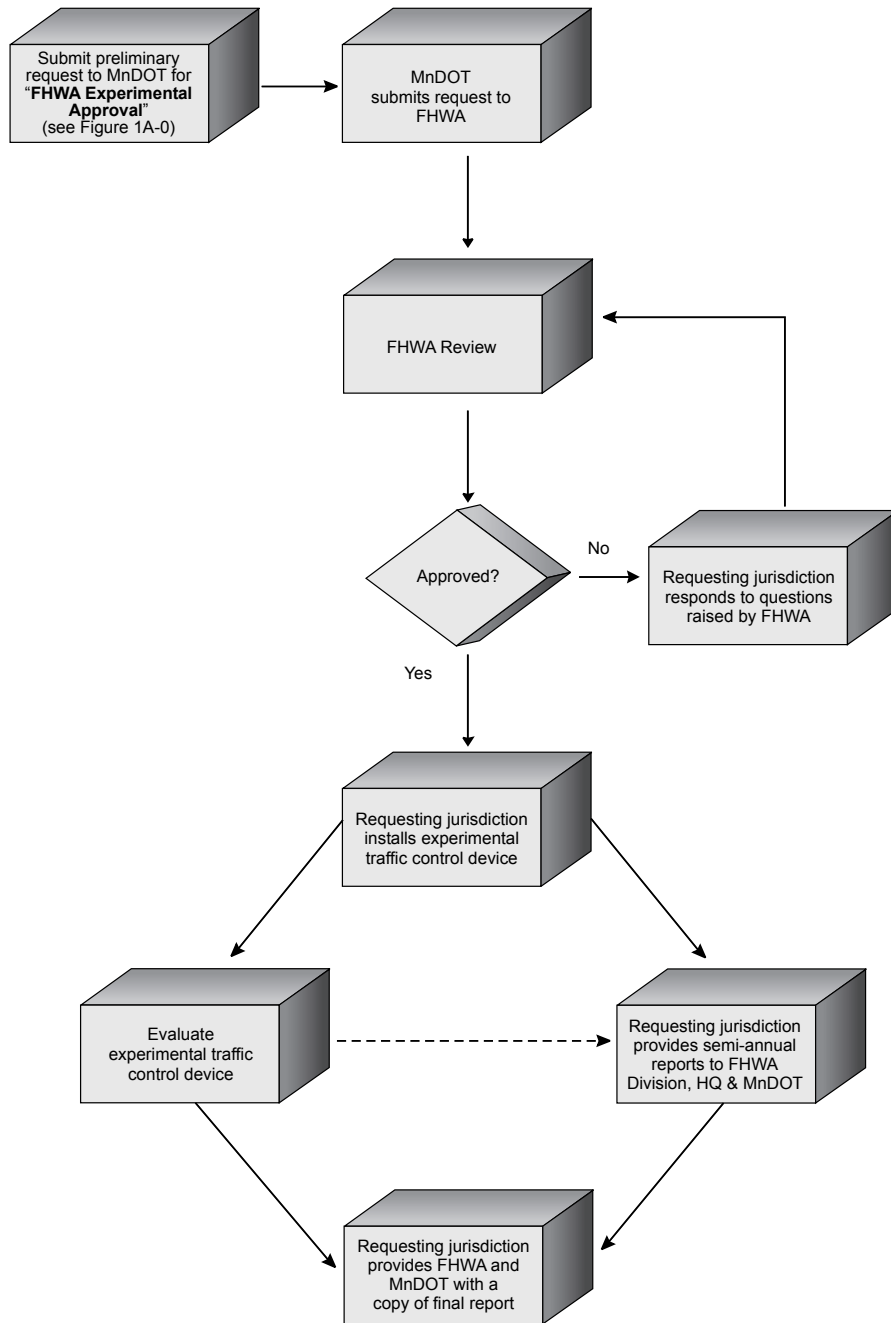 Submit preliminary
request to MnDOT for
“FHWA Experimental
Approval”
(see Figure 1A-0)
MnDOT
submits request to
FHWA
FHWA Review
Approved?
No
Requesting jurisdiction
responds to questions
raised by FHWA
Yes
Requesting jurisdiction
installs experimental
traffic control device
Evaluate
experimental traffic
control device
Requesting jurisdiction
provides semi-annual
reports to FHWA
Division, HQ & MnDOT
Requesting jurisdiction
provides FHWA and
MnDOT with a
copy of final report